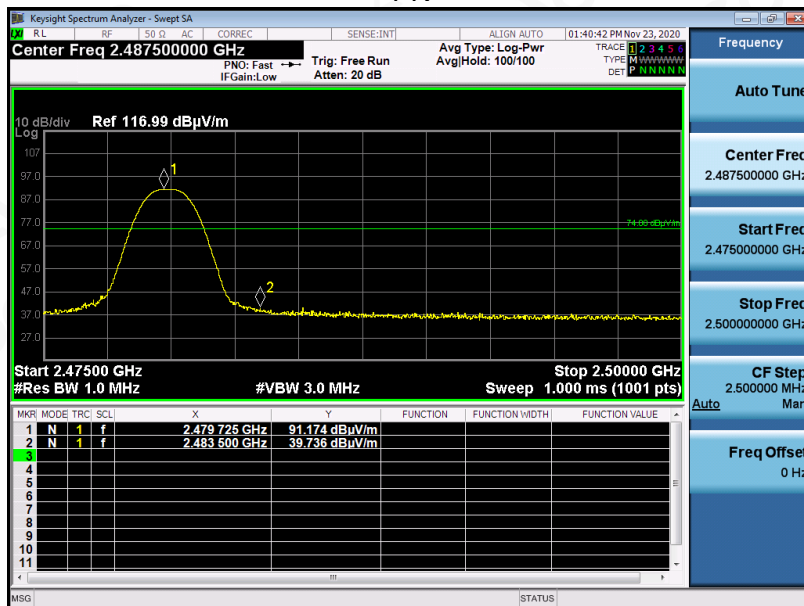 Keysight Spectrum Analyzer - Swept SA
LXI RL RF 50 Ω AC CORREC SENSE:INT ALIGN AUTO 01:40:42 PM Nov 23, 2020
Center Freq 2.487500000 GHz
PNO: Fast
IFGain:Low
Trig: Free Run
Atten: 20 dB
Avg Type: Log-Pwr
Avg|Hold: 100/100
TRACE 1 2 3 4 5 6
TYPE M WWWWW
DET P N N N N N
10 dB/div Ref 116.99 dBµV/m
Log
107
97.0
87.0
77.0
67.0
57.0
47.0
37.0
27.0
1
2
74.00 dBµV/m
Start 2.47500 GHz Stop 2.50000 GHz
#Res BW 1.0 MHz #VBW 3.0 MHz Sweep 1.000 ms (1001 pts)
MKR MODE TRC SCL X Y FUNCTION FUNCTION WIDTH FUNCTION VALUE
1 N 1 f 2.479 725 GHz 91.174 dBµV/m
2 N 1 f 2.483 500 GHz 39.736 dBµV/m
3
4
5
6
7
8
9
10
11
MSG STATUS
Frequency
Auto Tune
Center Freq
2.487500000 GHz
Start Freq
2.475000000 GHz
Stop Freq
2.500000000 GHz
CF Step
2.500000 MHz
Auto Man
Freq Offset
0 Hz